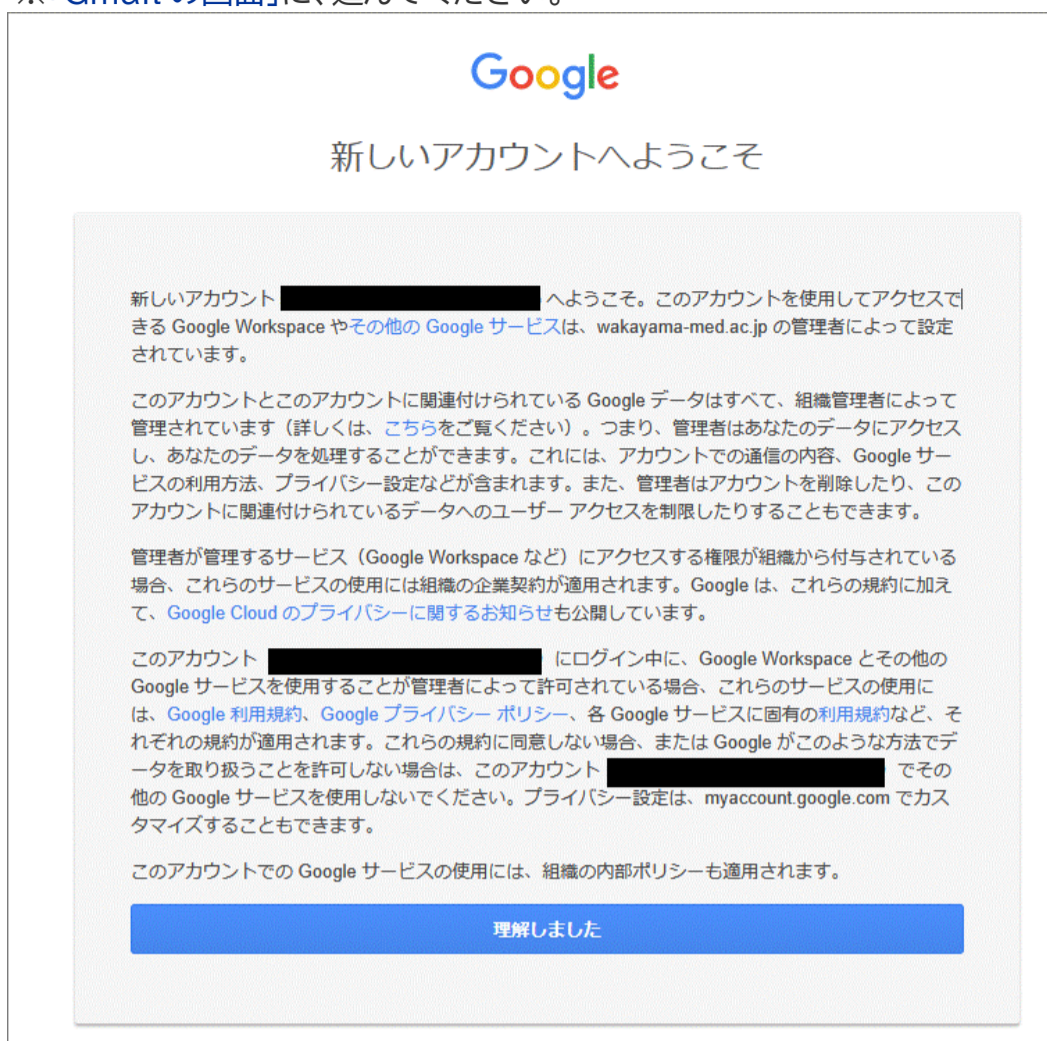 ※「Gmail の画面」に、進んでください。
Google
新しいアカウントへようこそ
新しいアカウント へようこそ。このアカウントを使用してアクセスで
きる Google Workspace やその他の Google サービスは、wakayama-med.ac.jp の管理者によって設定
されています。
このアカウントとこのアカウントに関連付けられている Google データはすべて、組織管理者によって
管理されています（詳しくは、こちらをご覧ください）。つまり、管理者はあなたのデータにアクセス
し、あなたのデータを処理することができます。これには、アカウントでの通信の内容、Google サー
ビスの利用方法、プライバシー設定などが含まれます。また、管理者はアカウントを削除したり、この
アカウントに関連付けられているデータへのユーザー アクセスを制限したりすることもできます。
管理者が管理するサービス（Google Workspace など）にアクセスする権限が組織から付与されている
場合、これらのサービスの使用には組織の企業契約が適用されます。Google は、これらの規約に加え
て、Google Cloud のプライバシーに関するお知らせも公開しています。
このアカウント にログイン中に、Google Workspace とその他の
Google サービスを使用することが管理者によって許可されている場合、これらのサービスの使用に
は、Google 利用規約、Google プライバシー ポリシー、各 Google サービスに固有の利用規約など、そ
れぞれの規約が適用されます。これらの規約に同意しない場合、または Google がこのような方法でデ
ータを取り扱うことを許可しない場合は、このアカウント でその
他の Google サービスを使用しないでください。プライバシー設定は、myaccount.google.com でカス
タマイズすることもできます。
このアカウントでの Google サービスの使用には、組織の内部ポリシーも適用されます。
理解しました